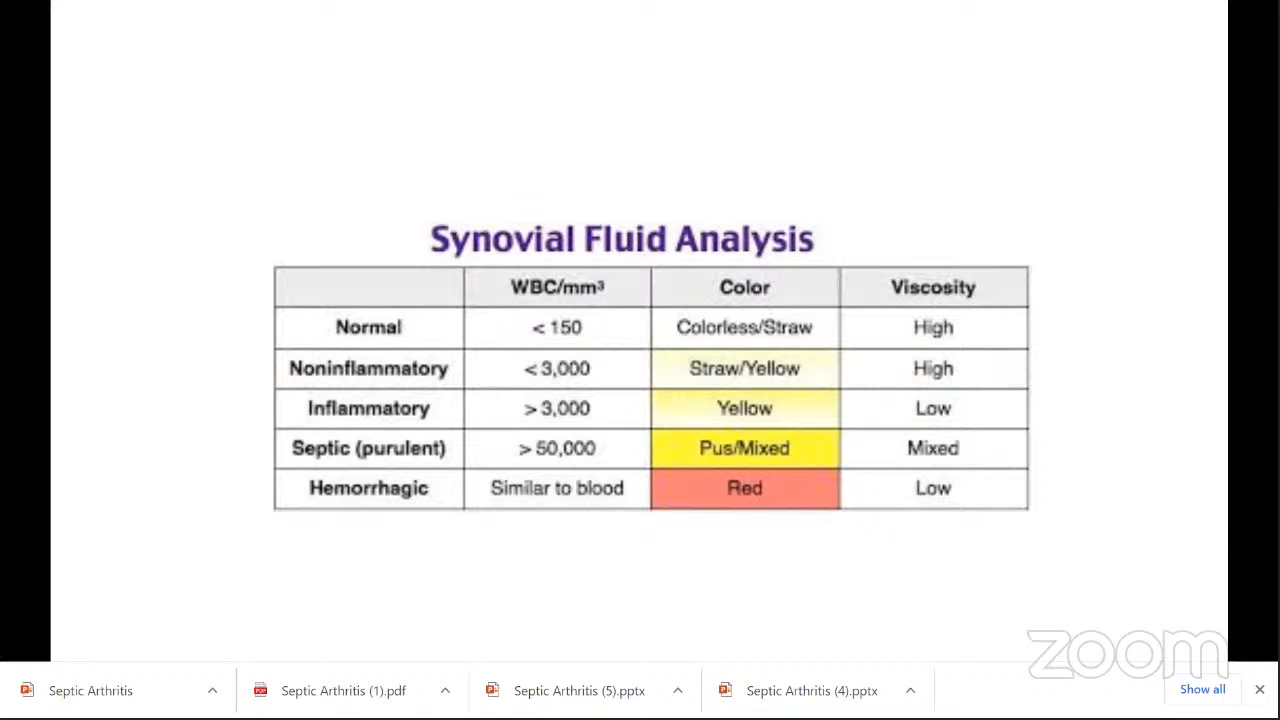 Synovial Fluid Analysis
WBC/mm³ Color Viscosity
Normal < 150 Colorless/Straw High
Noninflammatory < 3,000 Straw/Yellow High
Inflammatory > 3,000 Yellow Low
Septic (purulent) > 50,000 Pus/Mixed Mixed
Hemorrhagic Similar to blood Red Low
zoom
Septic Arthritis Septic Arthritis (1).pdf Septic Arthritis (5).pptx Septic Arthritis (4).pptx Show all